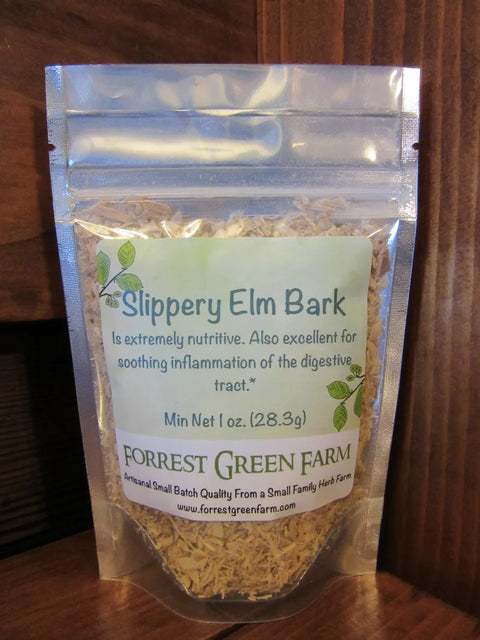 Slippery Elm Bark
Is extremely nutritive. Also excellent for
soothing inflammation of the digestive
tract.*
Min Net 1 oz. (28.3g)
FORREST GREEN FARM
Artisanal Small Batch Quality From a Small Family Herb Farm
www.forrestgreenfarm.com